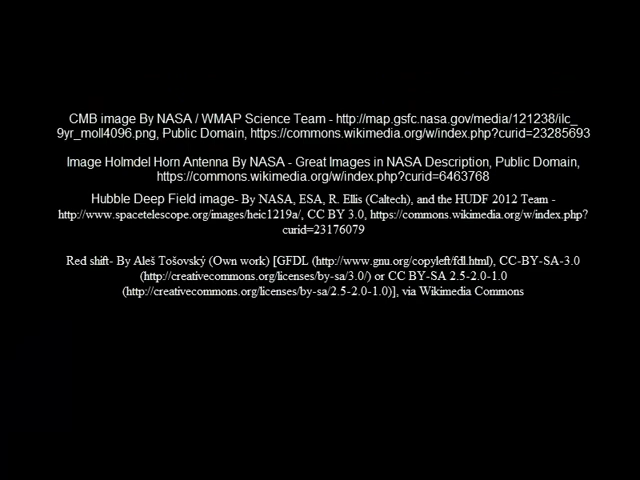 CMB image By NASA / WMAP Science Team - http://map.gsfc.nasa.gov/media/121238/ilc_
9yr_moll4096.png, Public Domain, https://commons.wikimedia.org/w/index.php?curid=23285693
Image Holmdel Horn Antenna By NASA - Great Images in NASA Description, Public Domain,
https://commons.wikimedia.org/w/index.php?curid=6463768
Hubble Deep Field image- By NASA, ESA, R. Ellis (Caltech), and the HUDF 2012 Team -
http://www.spacetelescope.org/images/heic1219a/, CC BY 3.0, https://commons.wikimedia.org/w/index.php?
curid=23176079
Red shift- By Aleš Tošovský (Own work) [GFDL (http://www.gnu.org/copyleft/fdl.html), CC-BY-SA-3.0
(http://creativecommons.org/licenses/by-sa/3.0/) or CC BY-SA 2.5-2.0-1.0
(http://creativecommons.org/licenses/by-sa/2.5-2.0-1.0)], via Wikimedia Commons